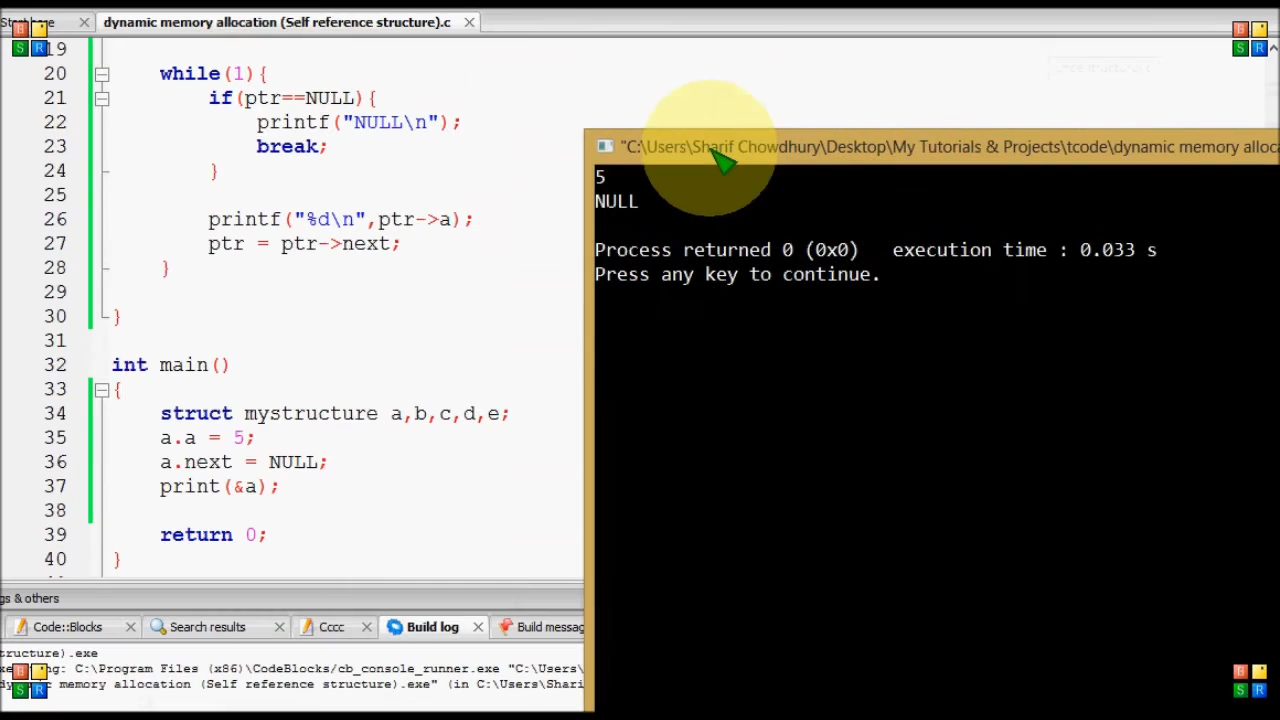 dynamic memory allocation (Self reference structure).c
19
20 while(1){
21 if(ptr==NULL){
22 printf("NULL\n");
23 break;
24 }
25
26 printf("%d\n",ptr->a);
27 ptr = ptr->next;
28 }
29
30 }
31
32 int main()
33 {
34 struct mystructure a,b,c,d,e;
35 a.a = 5;
36 a.next = NULL;
37 print(&a);
38
39 return 0;
40 }
"C:\Users\Sharif Chowdhury\Desktop\My Tutorials & Projects\tcode\dynamic memory alloca
5
NULL
Process returned 0 (0x0) execution time : 0.033 s
Press any key to continue.
gs & others
Code::Blocks Search results Cccc Build log Build messag
tructure).exe
ng: C:\Program Files (x86)\CodeBlocks/cb_console_runner.exe "C:\Users\
memory allocation (Self reference structure).exe" (in C:\Users\Shari
B
S R
B
S R
B
S R
B
S R